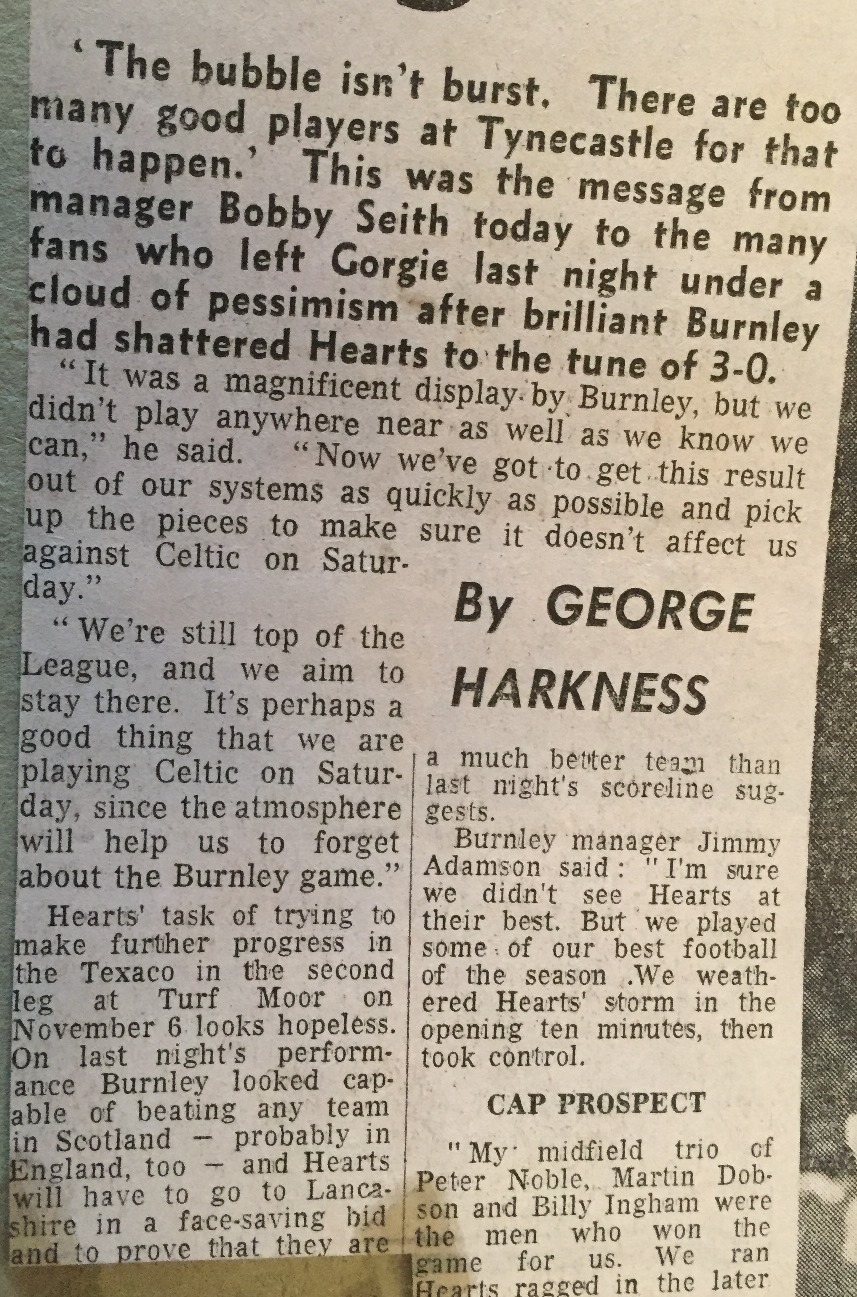 ‘The bubble isn’t burst. There are too
many good players at Tynecastle for that
to happen.’ This was the message from
manager Bobby Seith today to the many
fans who left Gorgie last night under a
cloud of pessimism after brilliant Burnley
had shattered Hearts to the tune of 3-0.
“It was a magnificent display by Burnley, but we
didn’t play anywhere near as well as we know we
can,” he said. “Now we’ve got to get this result
out of our systems as quickly as possible and pick
up the pieces to make sure it doesn’t affect us
against Celtic on Satur-
day.”
“We’re still top of the
League, and we aim to
stay there. It’s perhaps a
good thing that we are
playing Celtic on Satur-
day, since the atmosphere
will help us to forget
about the Burnley game.”
Hearts' task of trying to
make further progress in
the Texaco in the second
leg at Turf Moor on
November 6 looks hopeless.
On last night's perform-
ance Burnley looked cap-
able of beating any team
in Scotland — probably in
England, too — and Hearts
will have to go to Lanca-
shire in a face-saving bid
and to prove that they are
By GEORGE
HARKNESS
a much better team than
last night's scoreline sug-
gests.
Burnley manager Jimmy
Adamson said: "I'm sure
we didn't see Hearts at
their best. But we played
some of our best football
of the season .We weath-
ered Hearts' storm in the
opening ten minutes, then
took control.
CAP PROSPECT
"My midfield trio of
Peter Noble, Martin Dob-
son and Billy Ingham were
the men who won the
game for us. We ran
Hearts ragged in the later